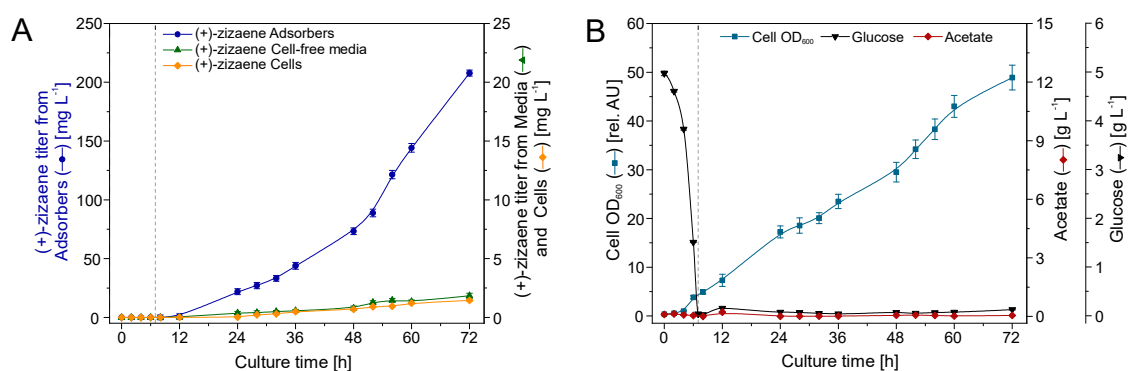 A
(+)-zizaene titer from
Adsorbers (—●—) [mg L⁻¹]
250
200
150
100
50
0
(+)-zizaene Adsorbers
(+)-zizaene Cell-free media
(+)-zizaene Cells
25
20
15
10
5
0
(+)-zizaene titer from Media (—▲—)
and Cells (—◆—) [mg L⁻¹]
0 12 24 36 48 60 72
Culture time [h]
B
Cell OD₆₀₀ (—■—) [rel. AU]
60
50
40
30
20
10
0
Cell OD₆₀₀ Glucose Acetate
15
12
9
6
3
0
Acetate (—◆—) [g L⁻¹]
6
5
4
3
2
1
0
Glucose (—▼—) [g L⁻¹]
0 12 24 36 48 60 72
Culture time [h]